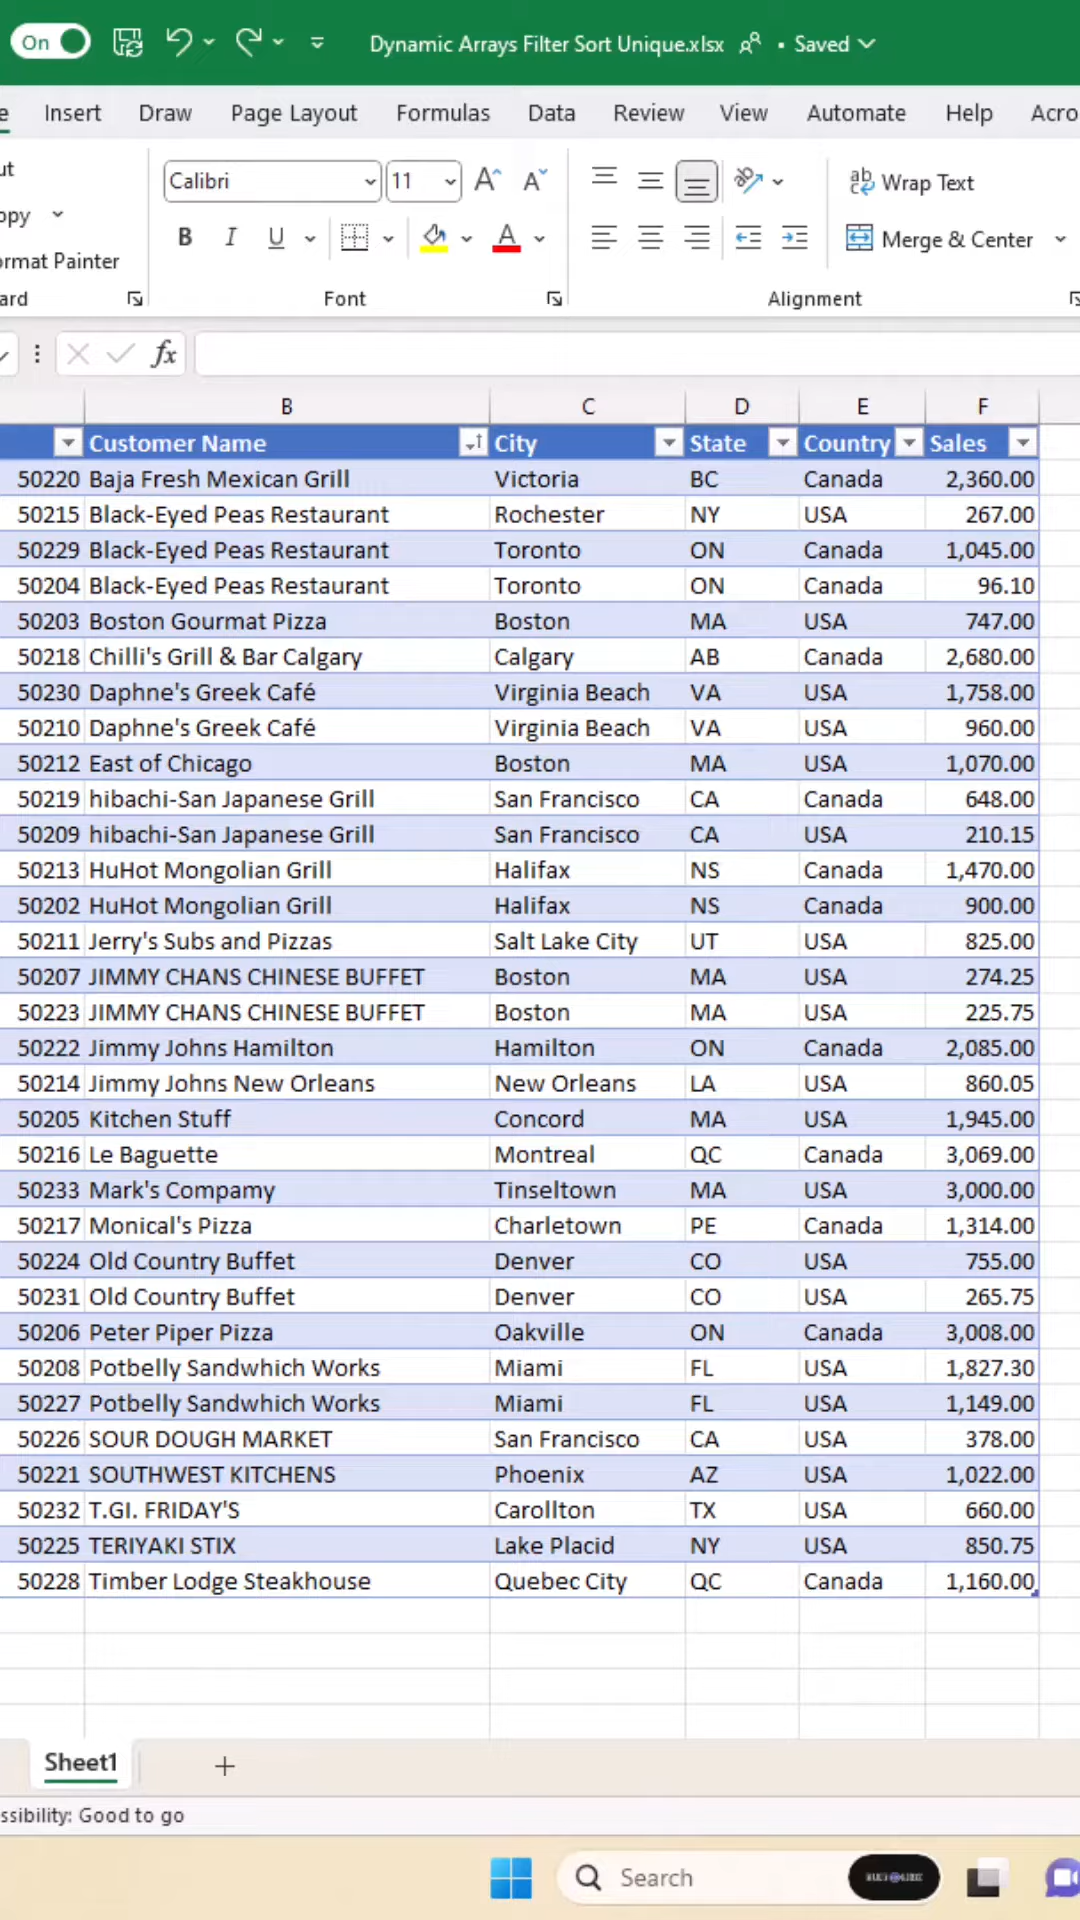 On Dynamic Arrays Filter Sort Unique.xlsx • Saved
Insert Draw Page Layout Formulas Data Review View Automate Help Acro
Calibri 11 Wrap Text
opy
B I U A Merge & Center
ormat Painter
ard Font Alignment
fx
B C D E F
Customer Name City State Country Sales
50220 Baja Fresh Mexican Grill Victoria BC Canada 2,360.00
50215 Black-Eyed Peas Restaurant Rochester NY USA 267.00
50229 Black-Eyed Peas Restaurant Toronto ON Canada 1,045.00
50204 Black-Eyed Peas Restaurant Toronto ON Canada 96.10
50203 Boston Gourmat Pizza Boston MA USA 747.00
50218 Chilli's Grill & Bar Calgary Calgary AB Canada 2,680.00
50230 Daphne's Greek Café Virginia Beach VA USA 1,758.00
50210 Daphne's Greek Café Virginia Beach VA USA 960.00
50212 East of Chicago Boston MA USA 1,070.00
50219 hibachi-San Japanese Grill San Francisco CA Canada 648.00
50209 hibachi-San Japanese Grill San Francisco CA USA 210.15
50213 HuHot Mongolian Grill Halifax NS Canada 1,470.00
50202 HuHot Mongolian Grill Halifax NS Canada 900.00
50211 Jerry's Subs and Pizzas Salt Lake City UT USA 825.00
50207 JIMMY CHANS CHINESE BUFFET Boston MA USA 274.25
50223 JIMMY CHANS CHINESE BUFFET Boston MA USA 225.75
50222 Jimmy Johns Hamilton Hamilton ON Canada 2,085.00
50214 Jimmy Johns New Orleans New Orleans LA USA 860.05
50205 Kitchen Stuff Concord MA USA 1,945.00
50216 Le Baguette Montreal QC Canada 3,069.00
50233 Mark's Compamy Tinseltown MA USA 3,000.00
50217 Monical's Pizza Charletown PE Canada 1,314.00
50224 Old Country Buffet Denver CO USA 755.00
50231 Old Country Buffet Denver CO USA 265.75
50206 Peter Piper Pizza Oakville ON Canada 3,008.00
50208 Potbelly Sandwhich Works Miami FL USA 1,827.30
50227 Potbelly Sandwhich Works Miami FL USA 1,149.00
50226 SOUR DOUGH MARKET San Francisco CA USA 378.00
50221 SOUTHWEST KITCHENS Phoenix AZ USA 1,022.00
50232 T.GI. FRIDAY'S Carollton TX USA 660.00
50225 TERIYAKI STIX Lake Placid NY USA 850.75
50228 Timber Lodge Steakhouse Quebec City QC Canada 1,160.00
Sheet1
ssibility: Good to go
Search